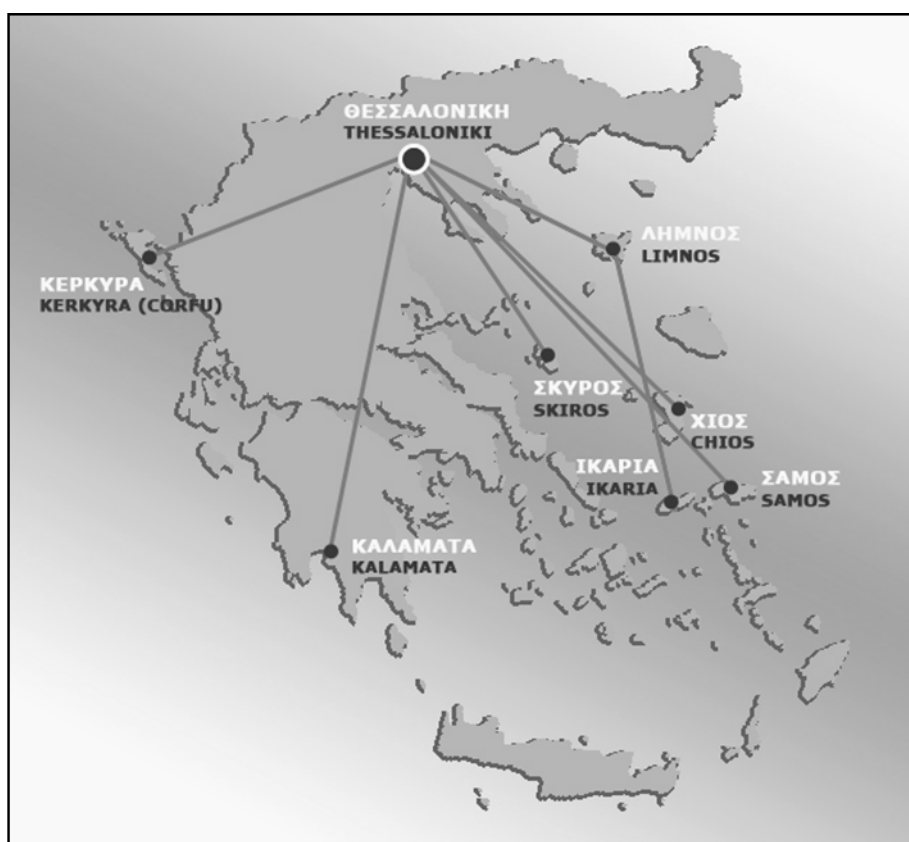 ΘΕΣΣΑΛΟΝΙΚΗ
THESSALONIKI
ΛΗΜΝΟΣ
LIMNOS
ΚΕΡΚΥΡΑ
KERKYRA (CORFU)
ΣΚΥΡΟΣ
SKIROS
ΧΙΟΣ
CHIOS
ΙΚΑΡΙΑ
IKARIA
ΣΑΜΟΣ
SAMOS
ΚΑΛΑΜΑΤΑ
KALAMATA